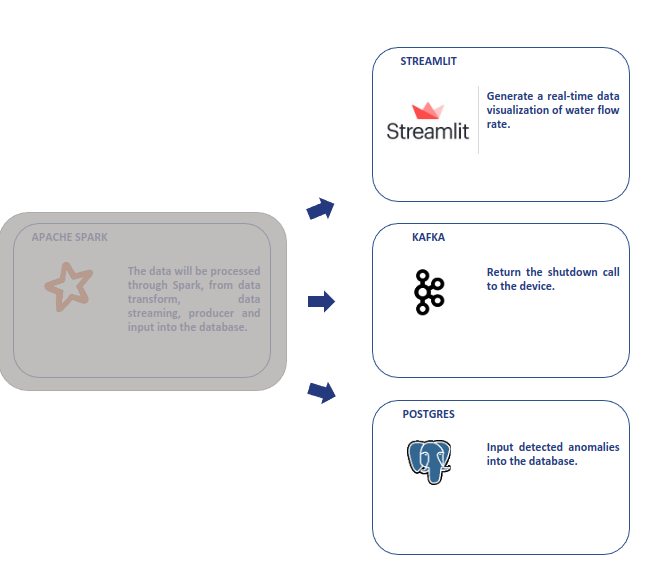 STREAMLIT
Streamlit
Generate a real-time data
visualization of water flow
rate.
APACHE SPARK
The data will be processed
through Spark, from data
transform, data
streaming, producer and
input into the database.
KAFKA
Return the shutdown call
to the device.
POSTGRES
Input detected anomalies
into the database.